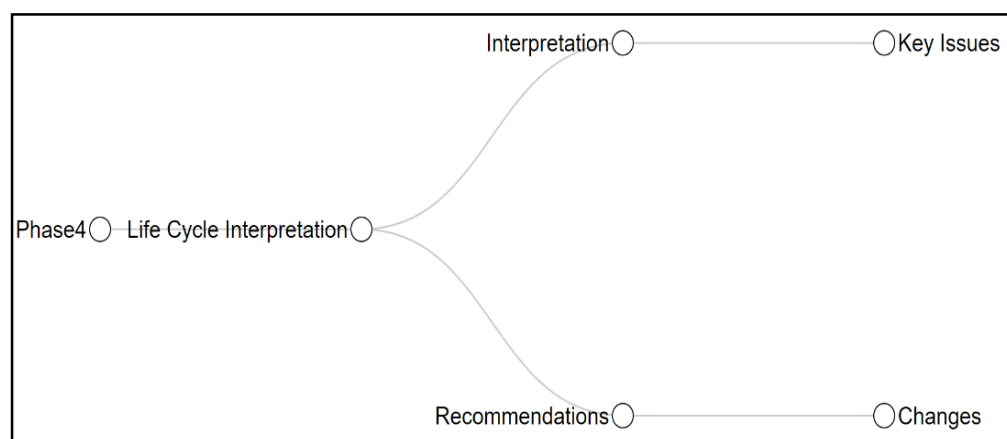 Interpretation
Key Issues
Phase4
Life Cycle Interpretation
Recommendations
Changes